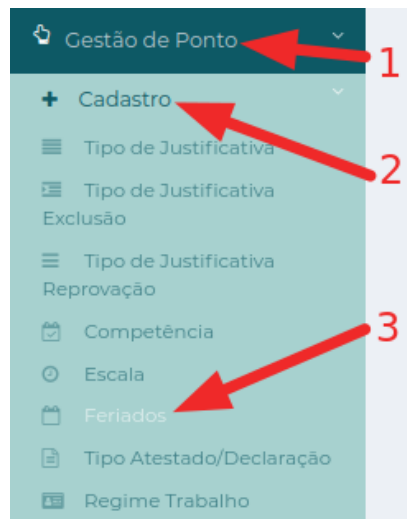 Gestão de Ponto
1
Cadastro
Tipo de Justificativa
2
Tipo de Justificativa
Exclusão
Tipo de Justificativa
Reprovação
Competência
3
Escala
Feriados
Tipo Atestado/Declaração
Regime Trabalho